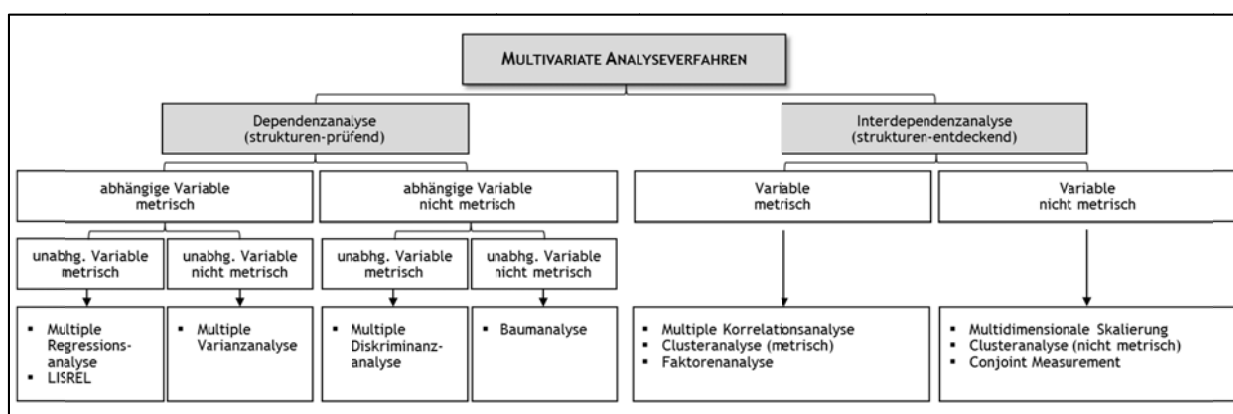 MULTIVARIATE ANALYSEVERFAHREN
Dependenzanalyse
(strukturen-prüfend)
Interdependenzanalyse
(strukturen-entdeckend)
abhängige Variable
metrisch
abhängige Variable
nicht metrisch
Variable
metrisch
Variable
nicht metrisch
unabhg. Variable
metrisch
unabhg. Variable
nicht metrisch
unabhg. Variable
metrisch
unabhg. Variable
nicht metrisch
▪ Multiple
Regressions-
analyse
▪ LISREL
▪ Multiple
Varianzanalyse
▪ Multiple
Diskriminanz-
analyse
▪ Baumanalyse
▪ Multiple Korrelationsanalyse
▪ Clusteranalyse (metrisch)
▪ Faktorenanalyse
▪ Multidimensionale Skalierung
▪ Clusteranalyse (nicht metrisch)
▪ Conjoint Measurement